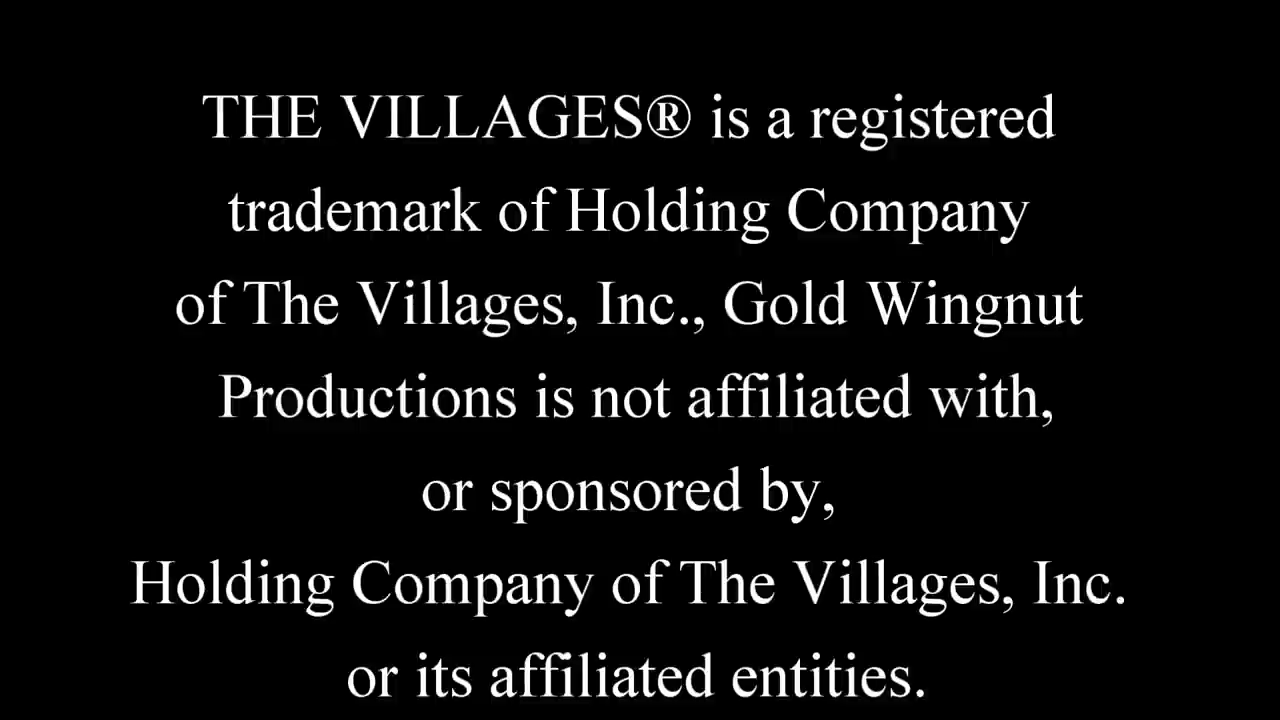 THE VILLAGES® is a registered
trademark of Holding Company
of The Villages, Inc., Gold Wingnut
Productions is not affiliated with,
or sponsored by,
Holding Company of The Villages, Inc.
or its affiliated entities.